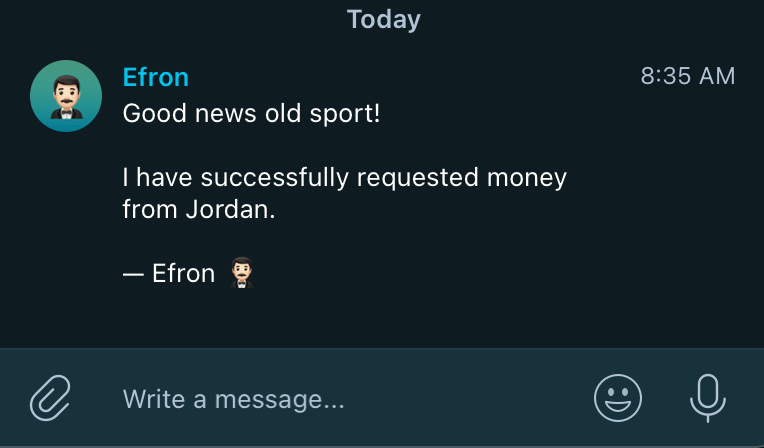 Today
Efron
8:35 AM
Good news old sport!
I have successfully requested money
from Jordan.
— Efron 🤵🏻
Write a message...